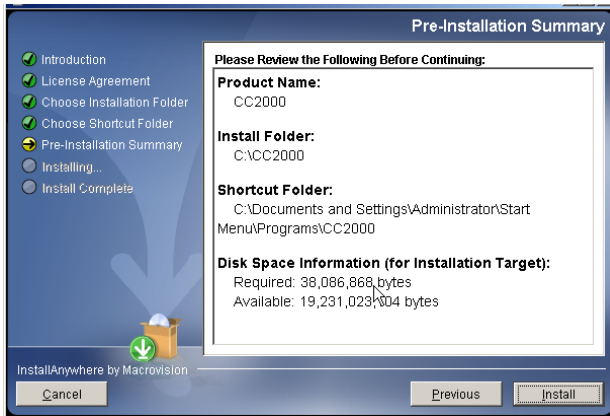 Pre-Installation Summary
Introduction
License Agreement
Choose Installation Folder
Choose Shortcut Folder
Pre-Installation Summary
Installing...
Install Complete
Please Review the Following Before Continuing:
Product Name:
CC2000
Install Folder:
C:\CC2000
Shortcut Folder:
C:\Documents and Settings\Administrator\Start
Menu\Programs\CC2000
Disk Space Information (for Installation Target):
Required: 38,086,868 bytes
Available: bytes
InstallAnywhere by Macrovision
Cancel
Previous
Install